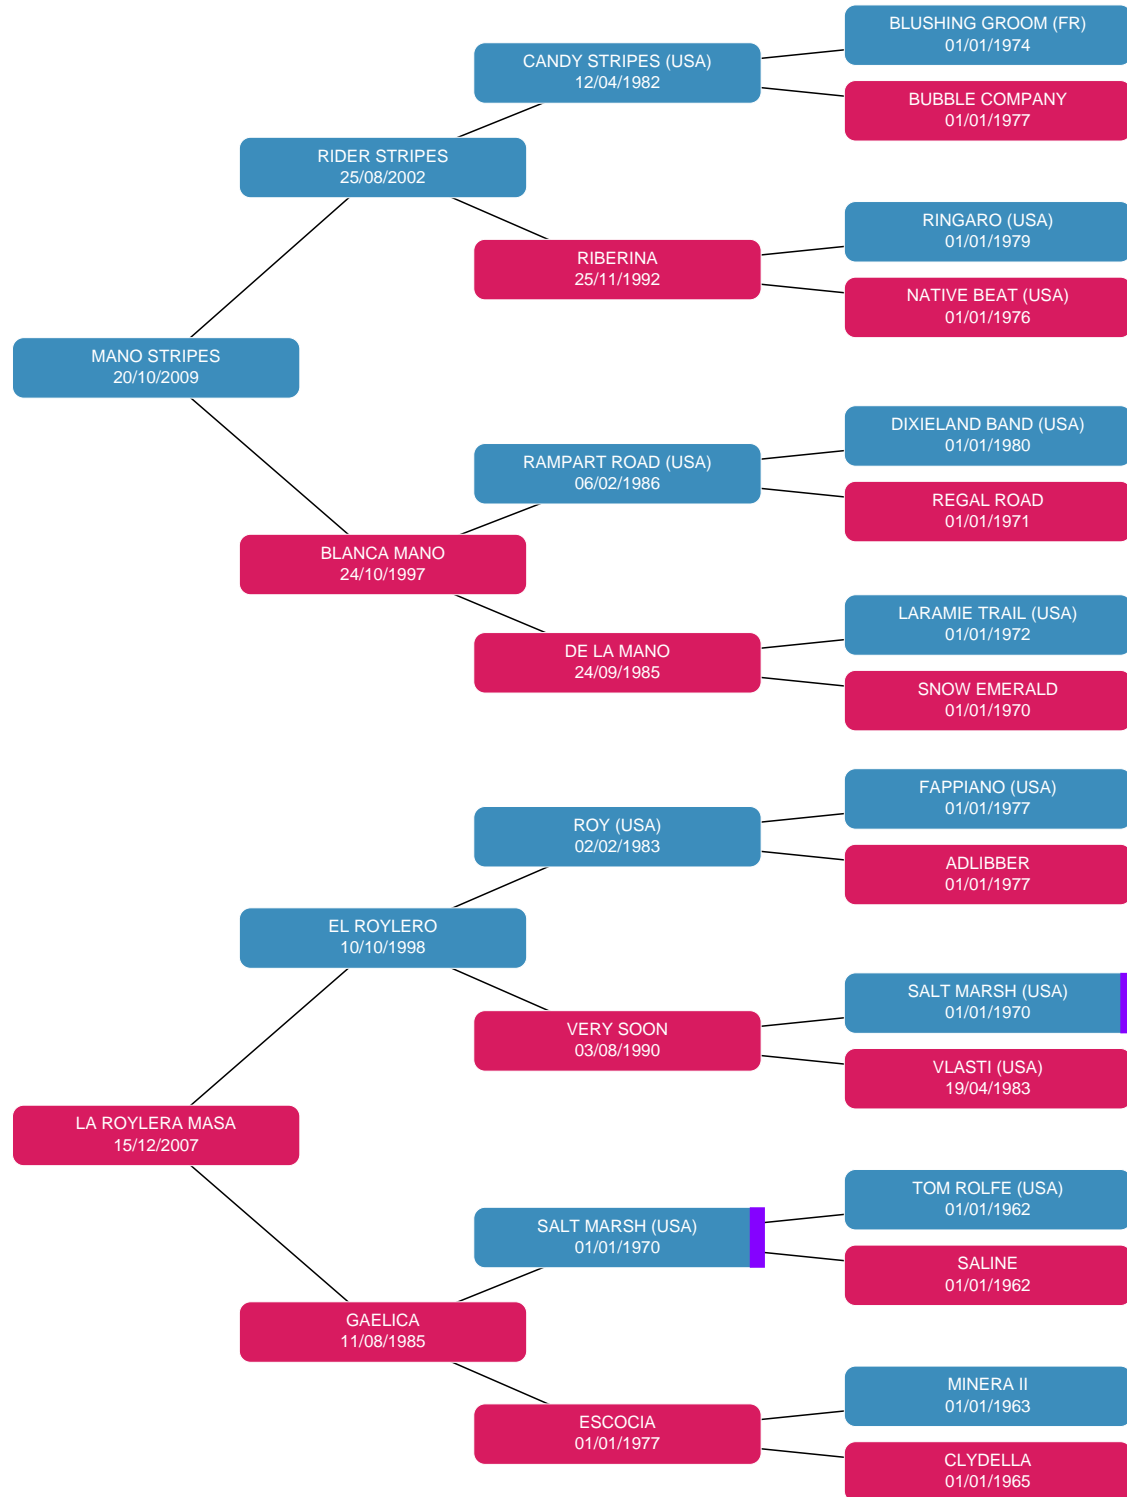 BLUSHING GROOM (FR)
01/01/1974
CANDY STRIPES (USA)
12/04/1982
BUBBLE COMPANY
01/01/1977
RIDER STRIPES
25/08/2002
RINGARO (USA)
01/01/1979
RIBERINA
25/11/1992
NATIVE BEAT (USA)
01/01/1976
MANO STRIPES
20/10/2009
DIXIELAND BAND (USA)
01/01/1980
RAMPART ROAD (USA)
06/02/1986
REGAL ROAD
01/01/1971
BLANCA MANO
24/10/1997
LARAMIE TRAIL (USA)
01/01/1972
DE LA MANO
24/09/1985
SNOW EMERALD
01/01/1970
FAPPIANO (USA)
01/01/1977
ROY (USA)
02/02/1983
ADLIBBER
01/01/1977
EL ROYLERO
10/10/1998
SALT MARSH (USA)
01/01/1970
VERY SOON
03/08/1990
VLASTI (USA)
19/04/1983
LA ROYLERA MASA
15/12/2007
TOM ROLFE (USA)
01/01/1962
SALT MARSH (USA)
01/01/1970
SALINE
01/01/1962
GAELICA
11/08/1985
MINERA II
01/01/1963
ESCOCIA
01/01/1977
CLYDELLA
01/01/1965